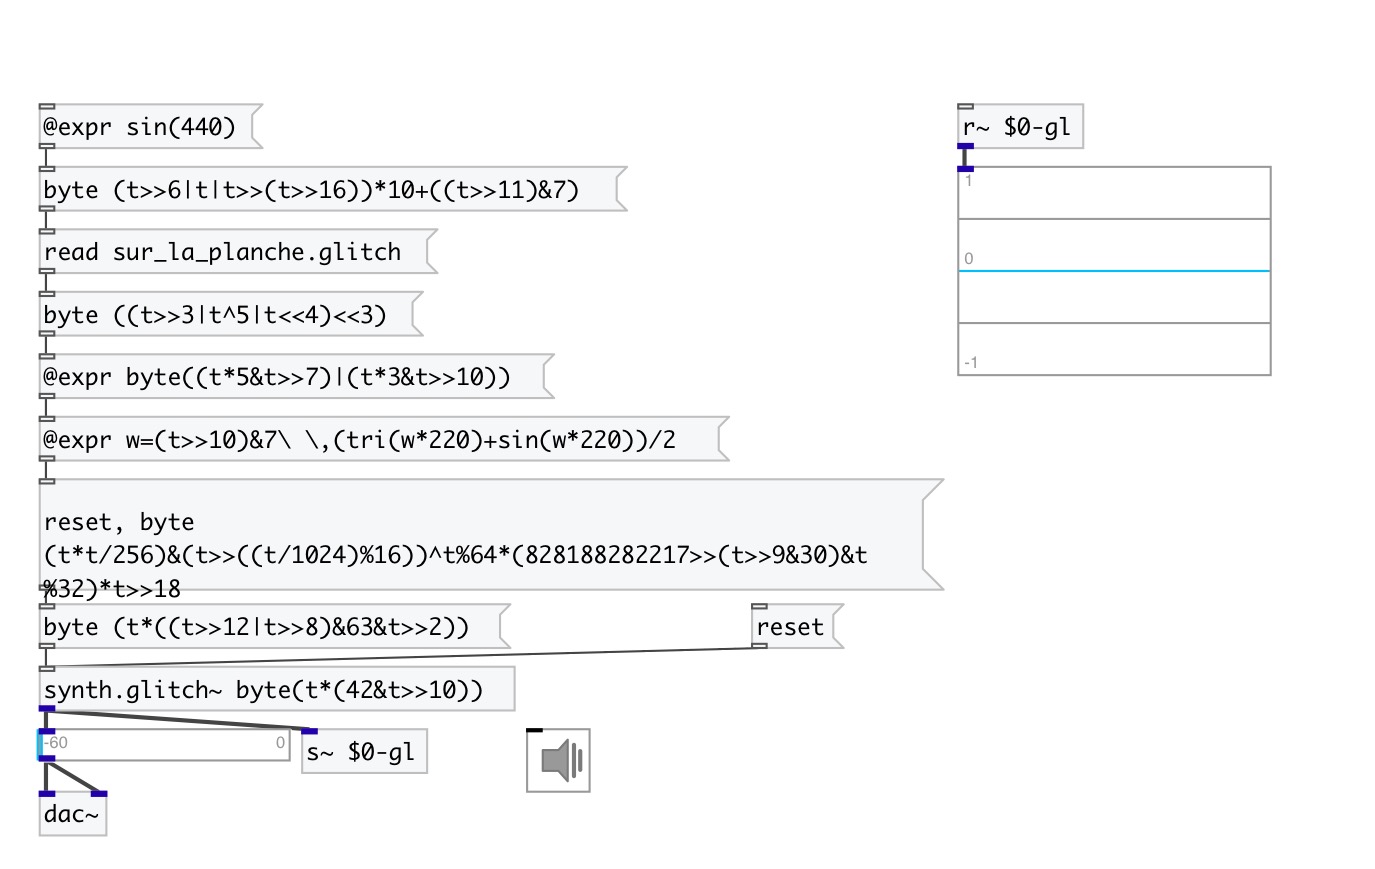 @expr sin(440)
r~ $0-gl
byte (t>>6|t|t>>(t>>16))*10+((t>>11)&7)
1
read sur_la_planche.glitch
0
byte ((t>>3|t^5|t<<4)<<3)
-1
@expr byte((t*5&t>>7)|(t*3&t>>10))
@expr w=(t>>10)&7\ \,(tri(w*220)+sin(w*220))/2
reset, byte
(t*t/256)&(t>>((t/1024)%16))^t%64*(828188282217>>(t>>9&30)&t
%32)*t>>18
byte (t*((t>>12|t>>8)&63&t>>2))
reset
synth.glitch~ byte(t*(42&t>>10))
-60 0
s~ $0-gl
dac~